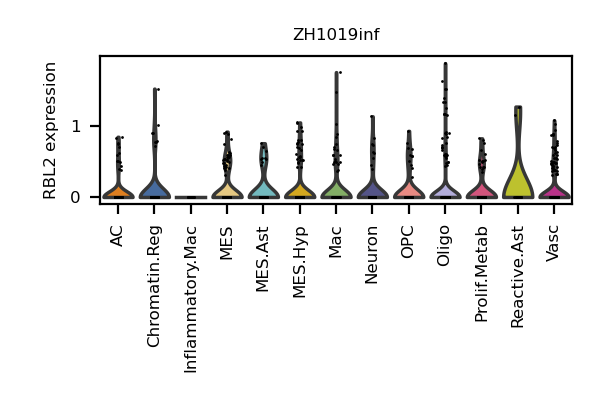 ZH1019inf
RBL2 expression
1
0
AC
Chromatin.Reg
Inflammatory.Mac
MES
MES.Ast
MES.Hyp
Mac
Neuron
OPC
Oligo
Prolif.Metab
Reactive.Ast
Vasc